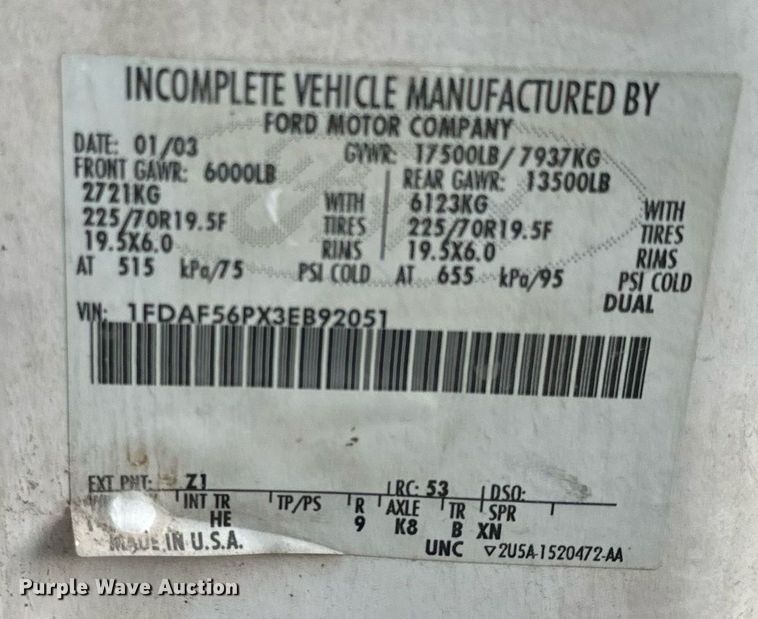 INCOMPLETE VEHICLE MANUFACTURED BY
FORD MOTOR COMPANY
DATE: 01/03 GVWR: 17500LB/7937KG
FRONT GAWR: 6000LB REAR GAWR: 13500LB
2721KG WITH 6123KG WITH
225/70R19.5F TIRES 225/70R19.5F TIRES
19.5X6.0 RIMS 19.5X6.0 RIMS
AT 515 kPa/75 PSI COLD AT 655 kPa/95 PSI COLD
DUAL
VIN: 1FDAF56PX3EB92051
EXT PNT: Z1 RC: 53 DSO:
INT TR TP/PS R AXLE TR SPR
HE 9 K8 B XN
MADE IN U.S.A. UNC ▽2U5A-1520472-AA
Purple Wave Auction